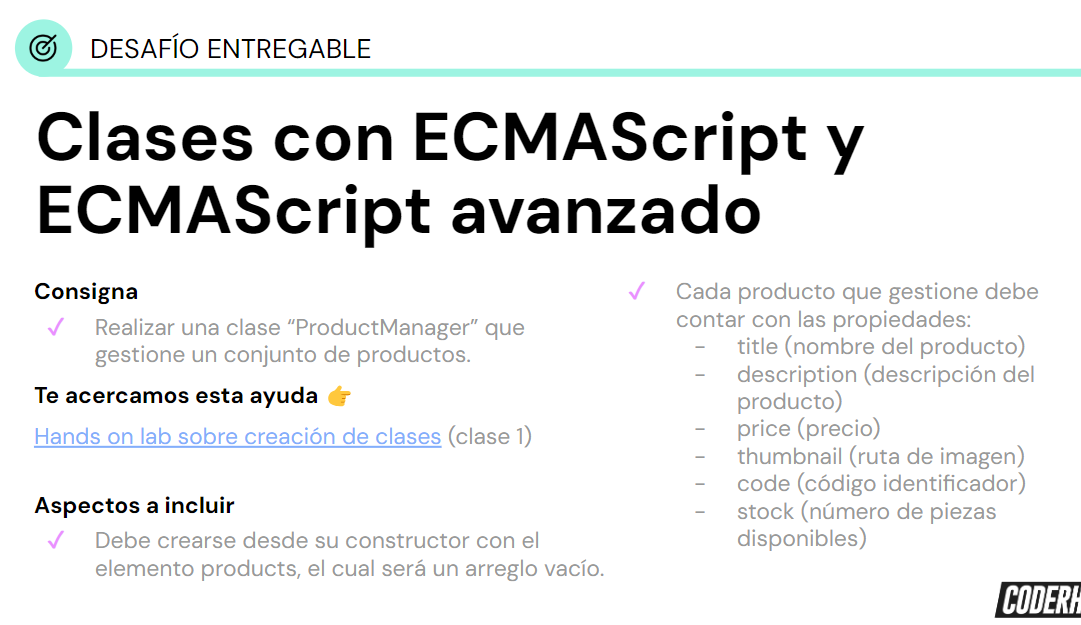 DESAFÍO ENTREGABLE
Clases con ECMAScript y
ECMAScript avanzado
Consigna
✓ Realizar una clase “ProductManager” que
gestione un conjunto de productos.
Te acercamos esta ayuda 👉
Hands on lab sobre creación de clases (clase 1)
Aspectos a incluir
✓ Debe crearse desde su constructor con el
elemento products, el cual será un arreglo vacío.
✓ Cada producto que gestione debe
contar con las propiedades:
- title (nombre del producto)
- description (descripción del
producto)
- price (precio)
- thumbnail (ruta de imagen)
- code (código identificador)
- stock (número de piezas
disponibles)